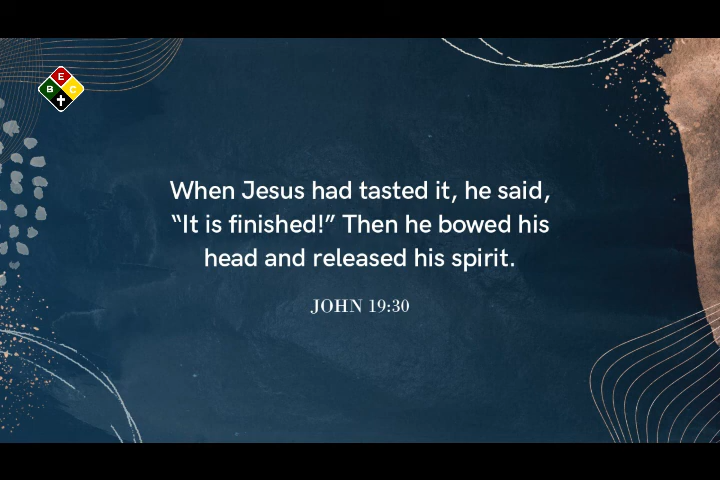 E
B C
When Jesus had tasted it, he said,
“It is finished!” Then he bowed his
head and released his spirit.
JOHN 19:30